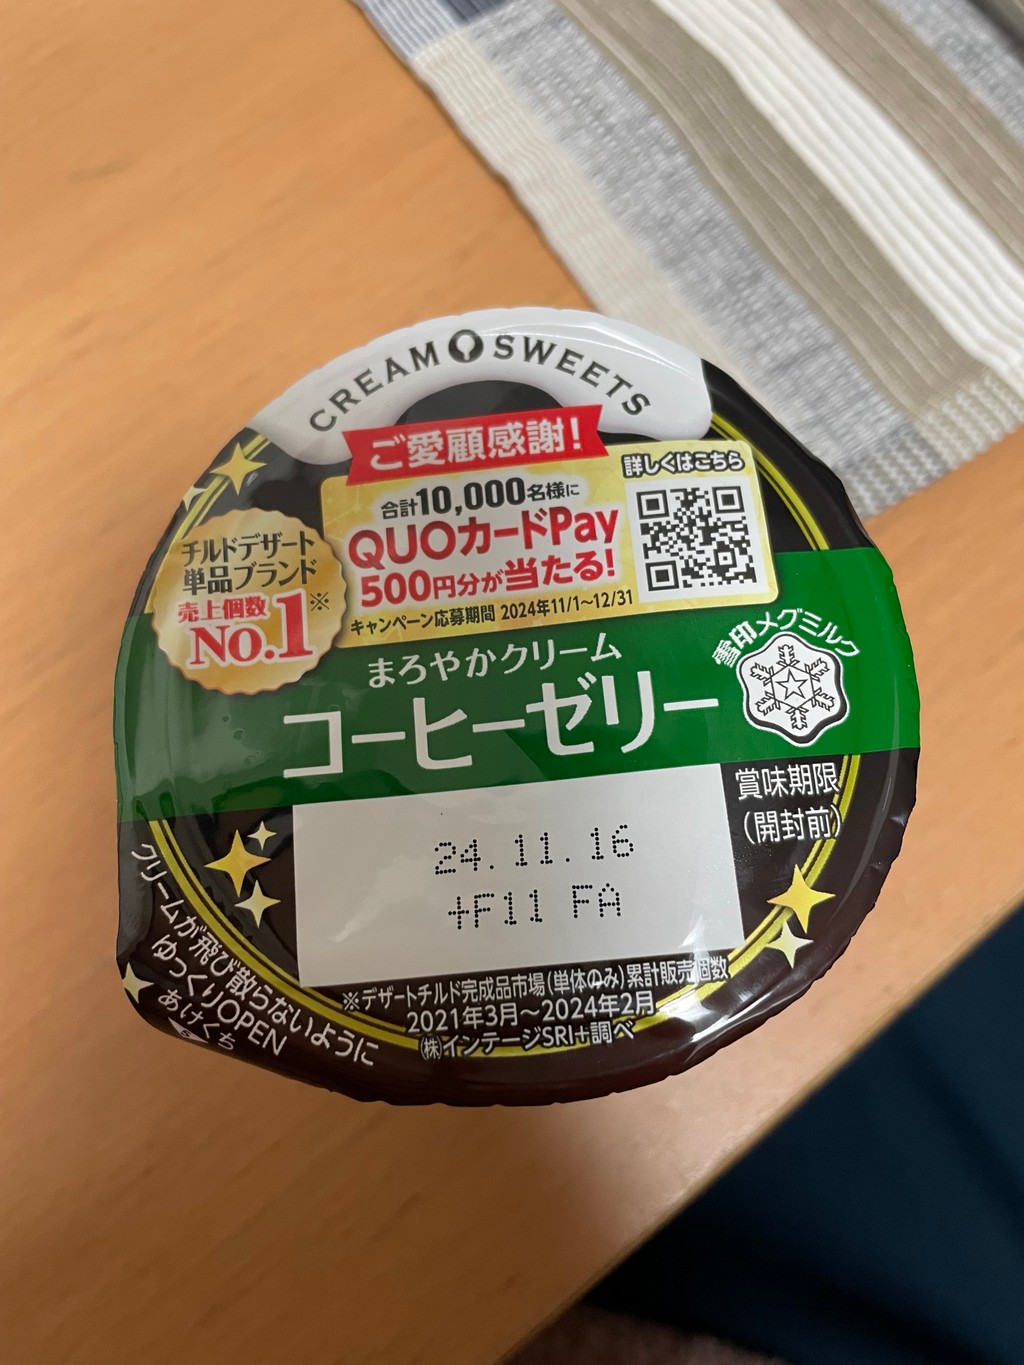 CREAM SWEETS
ご愛顧感謝!
合計10,000名様に
QUOカードPay
500円分が当たる!
キャンペーン応募期間 2024年11/1~12/31
詳しくはこちら
チルドデザート
単品ブランド
売上個数※
No.1
まろやかクリーム
コーヒーゼリー
雪印メグミルク
賞味期限
(開封前)
24.11.16
+F11 FA
※デザートチルド完成品市場(単体のみ)累計販売個数
2021年3月~2024年2月
(株)インテージSRI+調べ
クリームが飛び散らないように
ゆっくりOPEN
あけくち